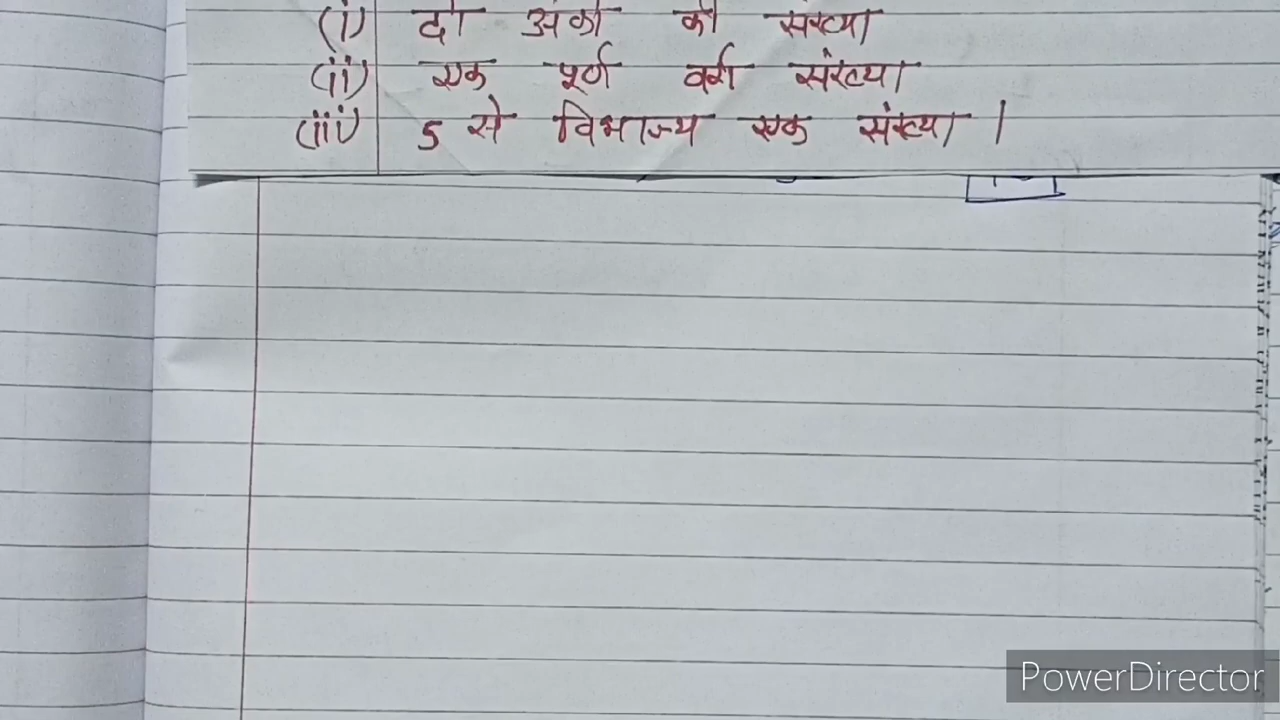 (i) दो अंकों की संख्या
(ii) एक पूर्ण वर्ग संख्या
(iii) 5 से विभाज्य एक संख्या ।
PowerDirector